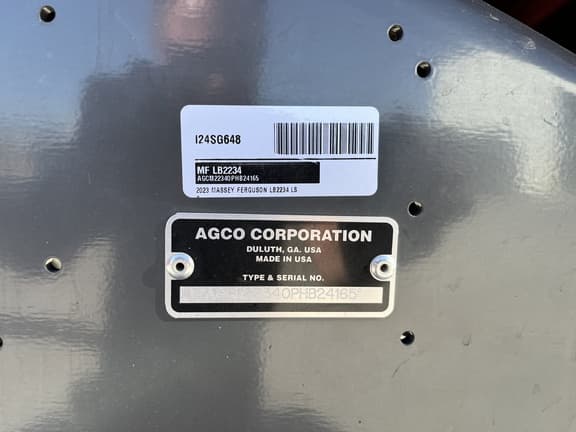 I24SG648
MF LB2234
AGCM22340PHB24165
2023 MASSEY FERGUSON LB2234 LS
AGCO CORPORATION
DULUTH, GA. USA
MADE IN USA
TYPE & SERIAL NO.